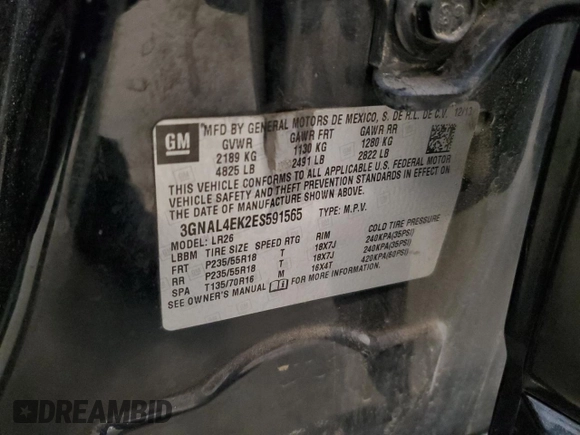 GM
MFD BY GENERAL MOTORS DE MEXICO, S. DE R.L. DE C.V. 12/13
GVWR GAWR FRT GAWR RR
2189 KG 1130 KG 1280 KG
4825 LB 2491 LB 2822 LB
THIS VEHICLE CONFORMS TO ALL APPLICABLE U.S. FEDERAL MOTOR
VEHICLE SAFETY AND THEFT PREVENTION STANDARDS IN EFFECT ON
THE DATE OF MANUFACTURE SHOWN ABOVE.
3GNAL4EK2ES591565 TYPE: M.P.V.
MODEL: LR26
LBBM TIRE SIZE SPEED RTG RIM COLD TIRE PRESSURE
FRT P235/55R18 T 18X7J 240KPA(35PSI)
RR P235/55R18 T 18X7J 240KPA(35PSI)
SPA T135/70R16 M 16X4T 420KPA(60PSI)
SEE OWNER'S MANUAL FOR MORE INFORMATION.
DREAMBID